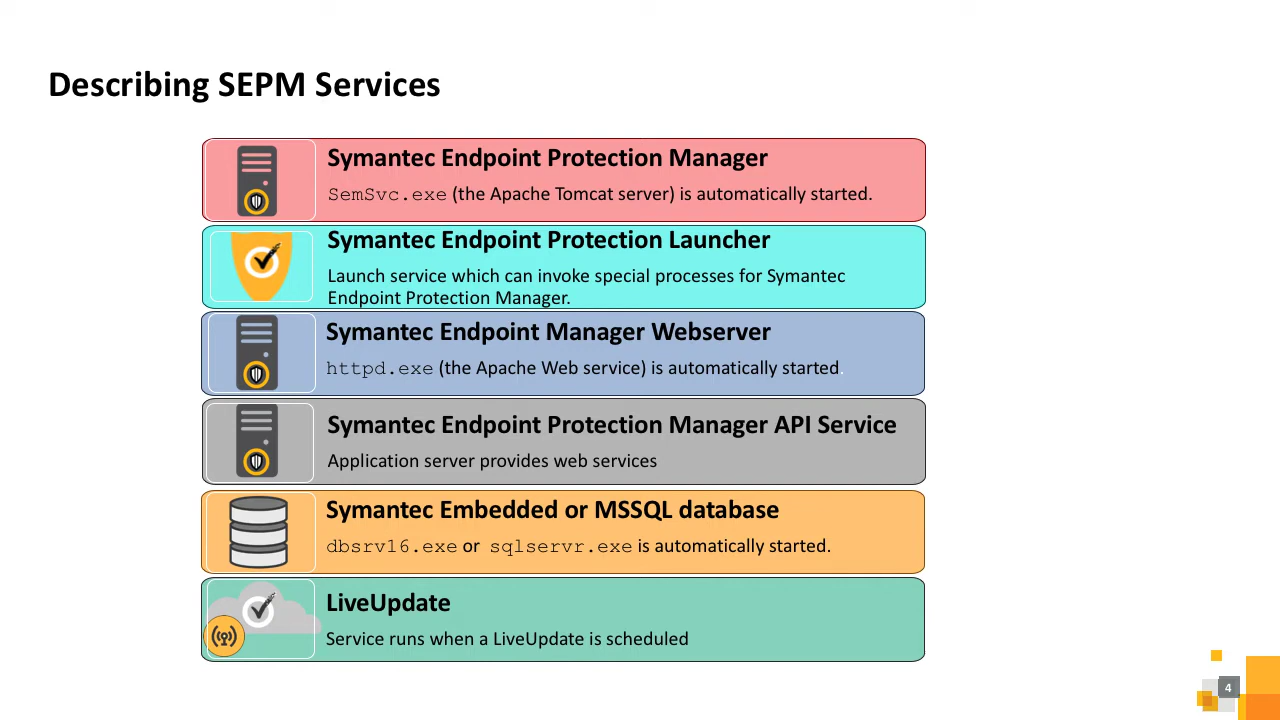 Describing SEPM Services
Symantec Endpoint Protection Manager
SemSvc.exe (the Apache Tomcat server) is automatically started.
Symantec Endpoint Protection Launcher
Launch service which can invoke special processes for Symantec
Endpoint Protection Manager.
Symantec Endpoint Manager Webserver
httpd.exe (the Apache Web service) is automatically started.
Symantec Endpoint Protection Manager API Service
Application server provides web services
Symantec Embedded or MSSQL database
dbsrv16.exe or sqlservr.exe is automatically started.
LiveUpdate
Service runs when a LiveUpdate is scheduled
4